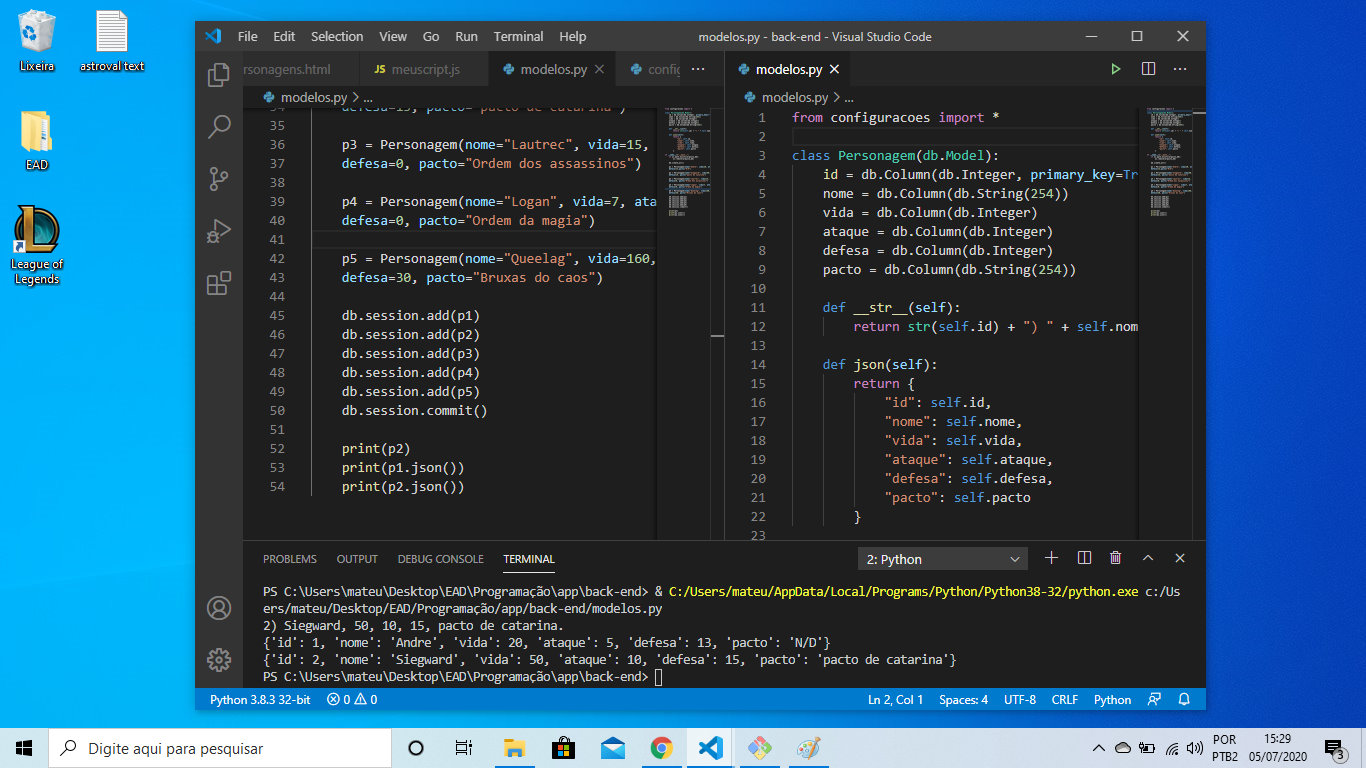 Lixeira
astroval text
EAD
League of
Legends
File Edit Selection View Go Run Terminal Help
modelos.py - back-end - Visual Studio Code
rsonagens.html
JS meuscript.js
modelos.py
config
modelos.py
modelos.py > ...
34 defesa=15, pacto="pacto de catarina")
35
36 p3 = Personagem(nome="Lautrec", vida=15,
37 defesa=0, pacto="Ordem dos assassinos")
38
39 p4 = Personagem(nome="Logan", vida=7, ata
40 defesa=0, pacto="Ordem da magia")
41
42 p5 = Personagem(nome="Queelag", vida=160,
43 defesa=30, pacto="Bruxas do caos")
44
45 db.session.add(p1)
46 db.session.add(p2)
47 db.session.add(p3)
48 db.session.add(p4)
49 db.session.add(p5)
50 db.session.commit()
51
52 print(p2)
53 print(p1.json())
54 print(p2.json())
modelos.py > ...
1 from configuracoes import *
2
3 class Personagem(db.Model):
4 id = db.Column(db.Integer, primary_key=Tr
5 nome = db.Column(db.String(254))
6 vida = db.Column(db.Integer)
7 ataque = db.Column(db.Integer)
8 defesa = db.Column(db.Integer)
9 pacto = db.Column(db.String(254))
10
11 def __str__(self):
12 return str(self.id) + ") " + self.nom
13
14 def json(self):
15 return {
16 "id": self.id,
17 "nome": self.nome,
18 "vida": self.vida,
19 "ataque": self.ataque,
20 "defesa": self.defesa,
21 "pacto": self.pacto
22 }
23
PROBLEMS OUTPUT DEBUG CONSOLE TERMINAL
2: Python
PS C:\Users\mateu\Desktop\EAD\Programação\app\back-end> & C:/Users/mateu/AppData/Local/Programs/Python/Python38-32/python.exe c:/Us
ers/mateu/Desktop/EAD/Programação/app/back-end/modelos.py
2) Siegward, 50, 10, 15, pacto de catarina.
{'id': 1, 'nome': 'Andre', 'vida': 20, 'ataque': 5, 'defesa': 13, 'pacto': 'N/D'}
{'id': 2, 'nome': 'Siegward', 'vida': 50, 'ataque': 10, 'defesa': 15, 'pacto': 'pacto de catarina'}
PS C:\Users\mateu\Desktop\EAD\Programação\app\back-end>
Python 3.8.3 32-bit 0 0
Ln 2, Col 1 Spaces: 4 UTF-8 CRLF Python
Digite aqui para pesquisar
POR
PTB2
15:29
05/07/2020
3